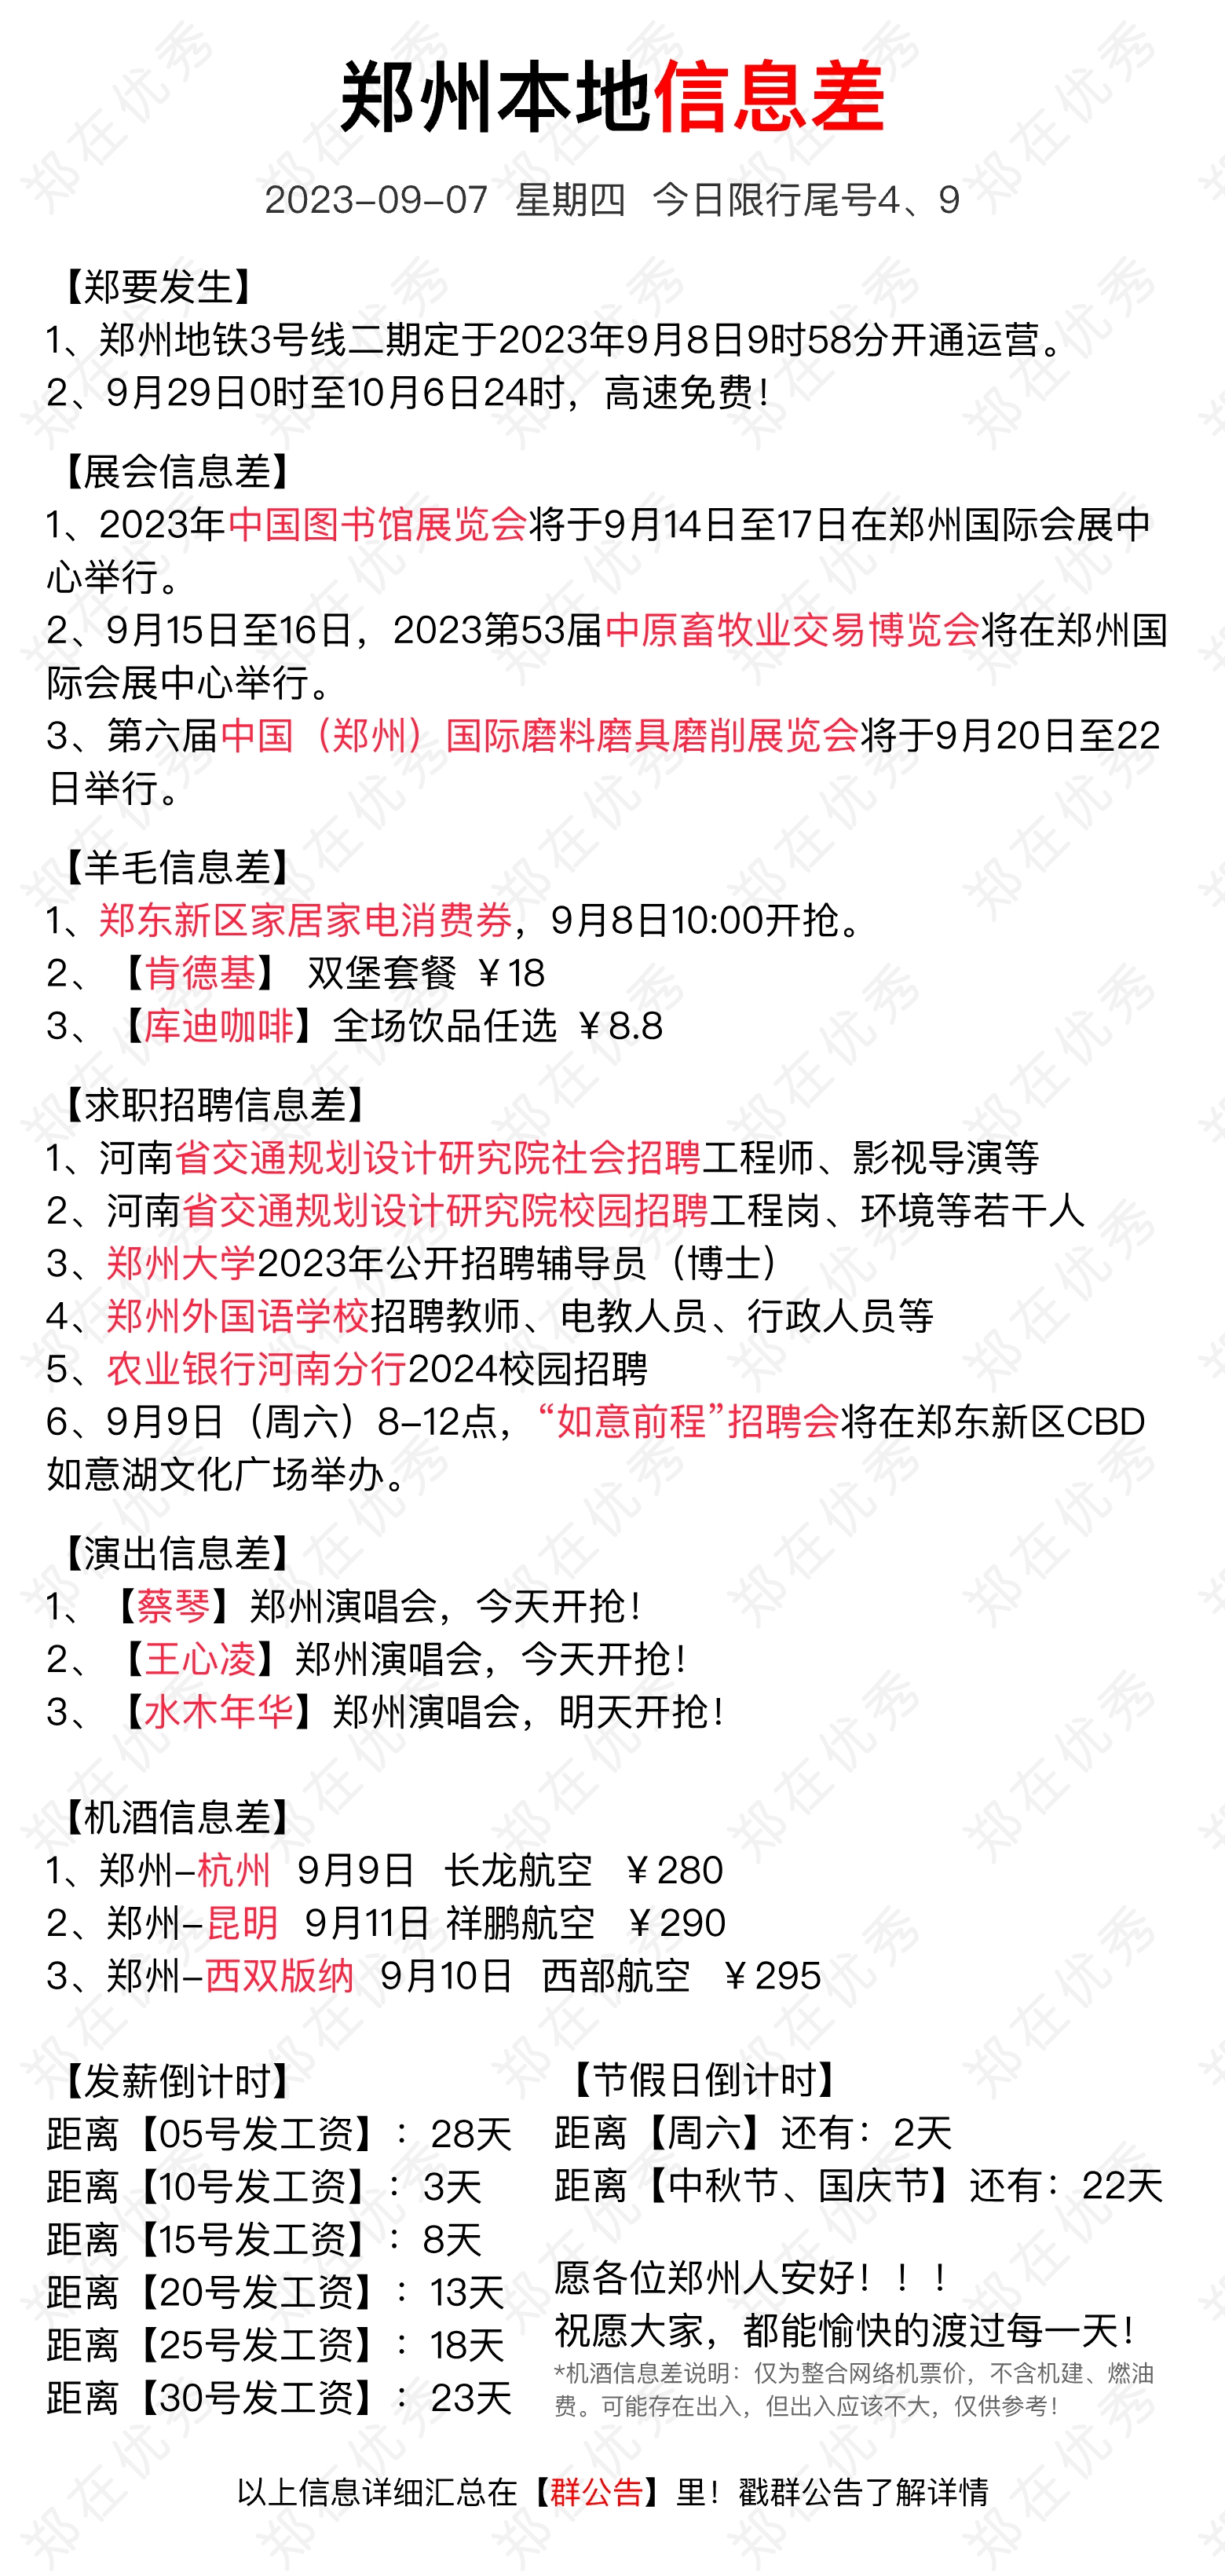 郑州本地信息差
2023-09-07 星期四 今日限行尾号4、9
【郑要发生】
1、郑州地铁3号线二期定于2023年9月8日9时58分开通运营。
2、9月29日0时至10月6日24时，高速免费！
【展会信息差】
1、2023年中国图书馆展览会将于9月14日至17日在郑州国际会展中
心举行。
2、9月15日至16日，2023第53届中原畜牧业交易博览会将在郑州国
际会展中心举行。
3、第六届中国（郑州）国际磨料磨具磨削展览会将于9月20日至22
日举行。
【羊毛信息差】
1、郑东新区家居家电消费券，9月8日10:00开抢。
2、【肯德基】 双堡套餐 ￥18
3、【库迪咖啡】全场饮品任选 ￥8.8
【求职招聘信息差】
1、河南省交通规划设计研究院社会招聘工程师、影视导演等
2、河南省交通规划设计研究院校园招聘工程岗、环境等若干人
3、郑州大学2023年公开招聘辅导员（博士）
4、郑州外国语学校招聘教师、电教人员、行政人员等
5、农业银行河南分行2024校园招聘
6、9月9日（周六）8-12点，“如意前程”招聘会将在郑东新区CBD
如意湖文化广场举办。
【演出信息差】
1、【蔡琴】郑州演唱会，今天开抢！
2、【王心凌】郑州演唱会，今天开抢！
3、【水木年华】郑州演唱会，明天开抢！
【机酒信息差】
1、郑州-杭州 9月9日 长龙航空 ￥280
2、郑州-昆明 9月11日 祥鹏航空 ￥290
3、郑州-西双版纳 9月10日 西部航空 ￥295
【发薪倒计时】
距离【05号发工资】：28天
距离【10号发工资】：3天
距离【15号发工资】：8天
距离【20号发工资】：13天
距离【25号发工资】：18天
距离【30号发工资】：23天
【节假日倒计时】
距离【周六】还有：2天
距离【中秋节、国庆节】还有：22天
愿各位郑州人安好！！！
祝愿大家，都能愉快的渡过每一天！
*机酒信息差说明：仅为整合网络机票价，不含机建、燃油
费。可能存在出入，但出入应该不大，仅供参考！
以上信息详细汇总在【群公告】里！戳群公告了解详情
郑在优秀